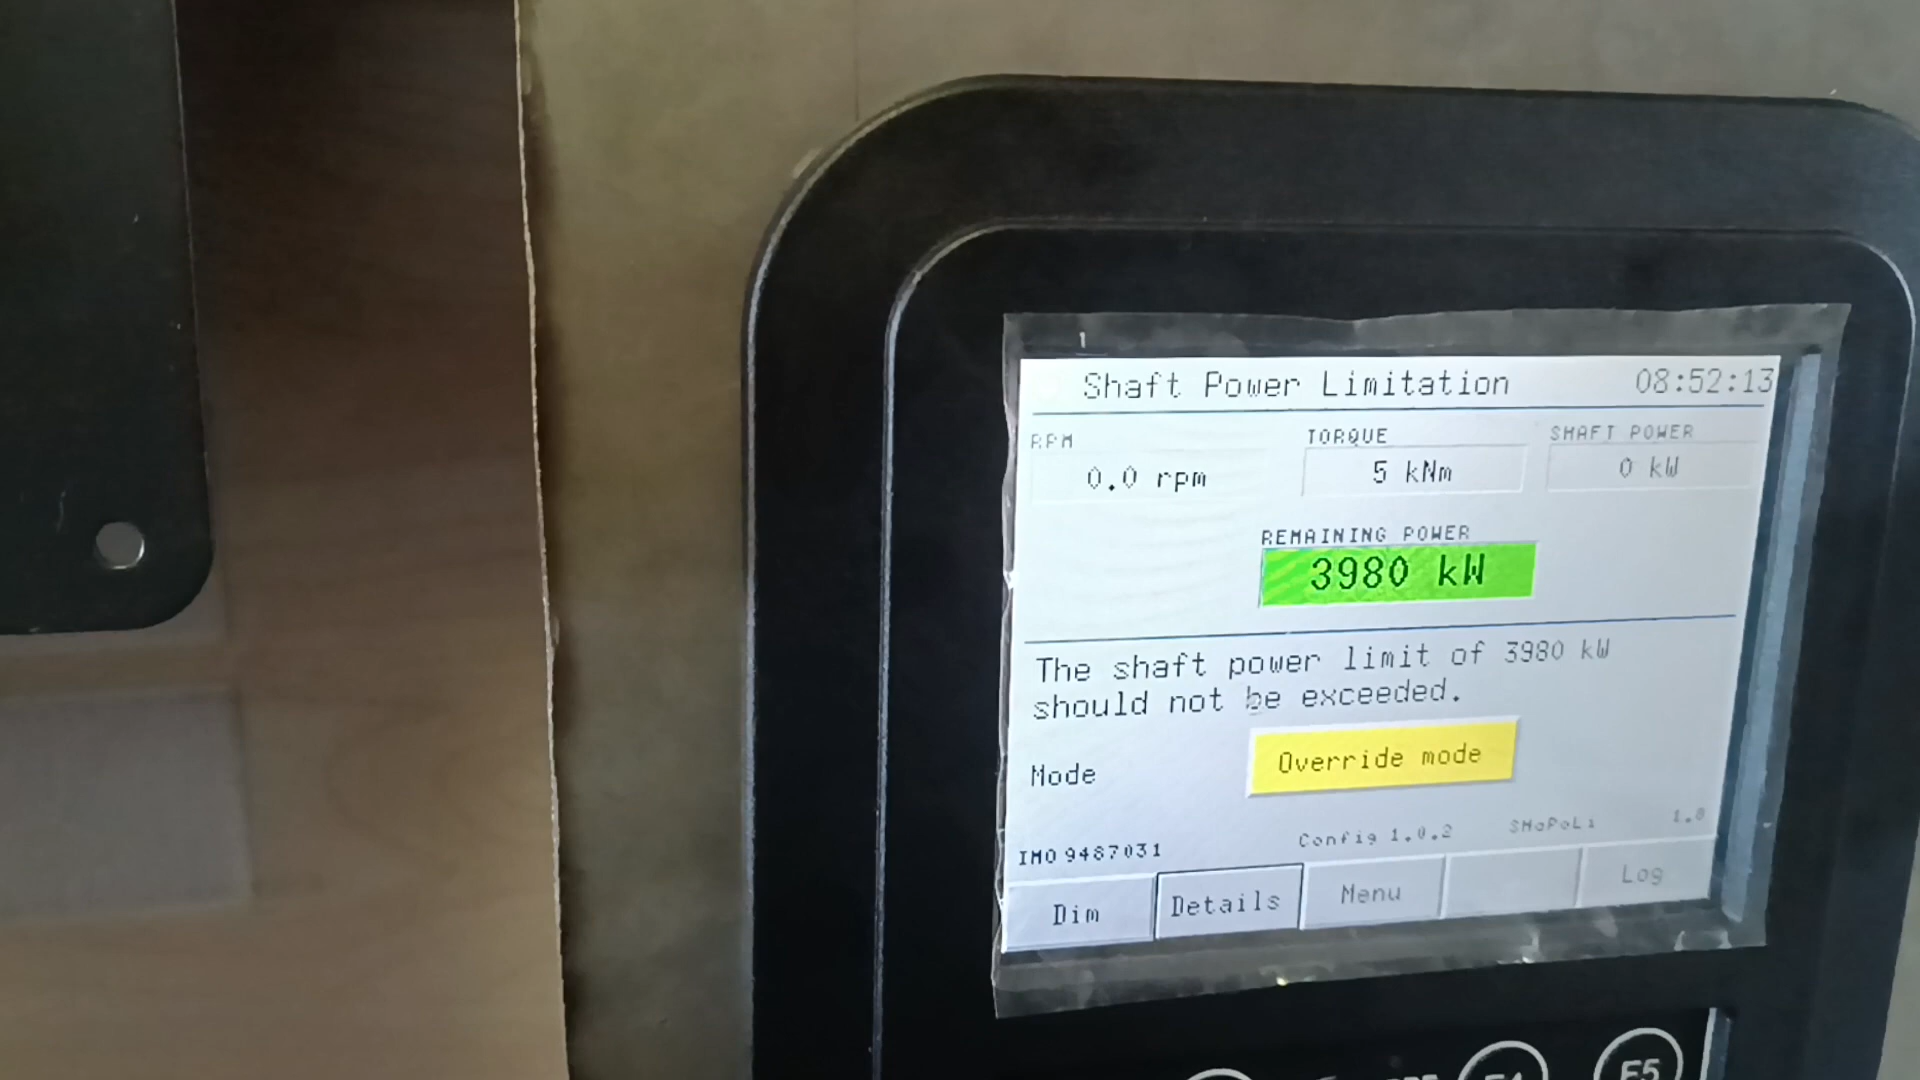 Shaft Power Limitation 08:52:13
RPM TORQUE SHAFT POWER
0.0 rpm 5 kNm 0 kW
REMAINING POWER
3980 kW
The shaft power limit of 3980 kW
should not be exceeded.
Mode Override mode
IMO 9487031 Config 1.0.2 SHaPoLi
Dim Details Menu Log
F5